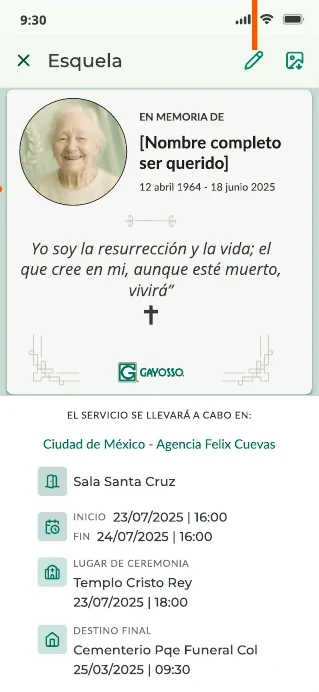 9:30
Esquela
EN MEMORIA DE
[Nombre completo
ser querido]
12 abril 1964 - 18 junio 2025
Yo soy la resurrección y la vida; el
que cree en mi, aunque esté muerto,
vivirá”
G GAYOSSO.
EL SERVICIO SE LLEVARÁ A CABO EN:
Ciudad de México - Agencia Felix Cuevas
Sala Santa Cruz
INICIO 23/07/2025 | 16:00
FIN 24/07/2025 | 16:00
LUGAR DE CEREMONIA
Templo Cristo Rey
23/07/2025 | 18:00
DESTINO FINAL
Cementerio Pqe Funeral Col
25/03/2025 | 09:30